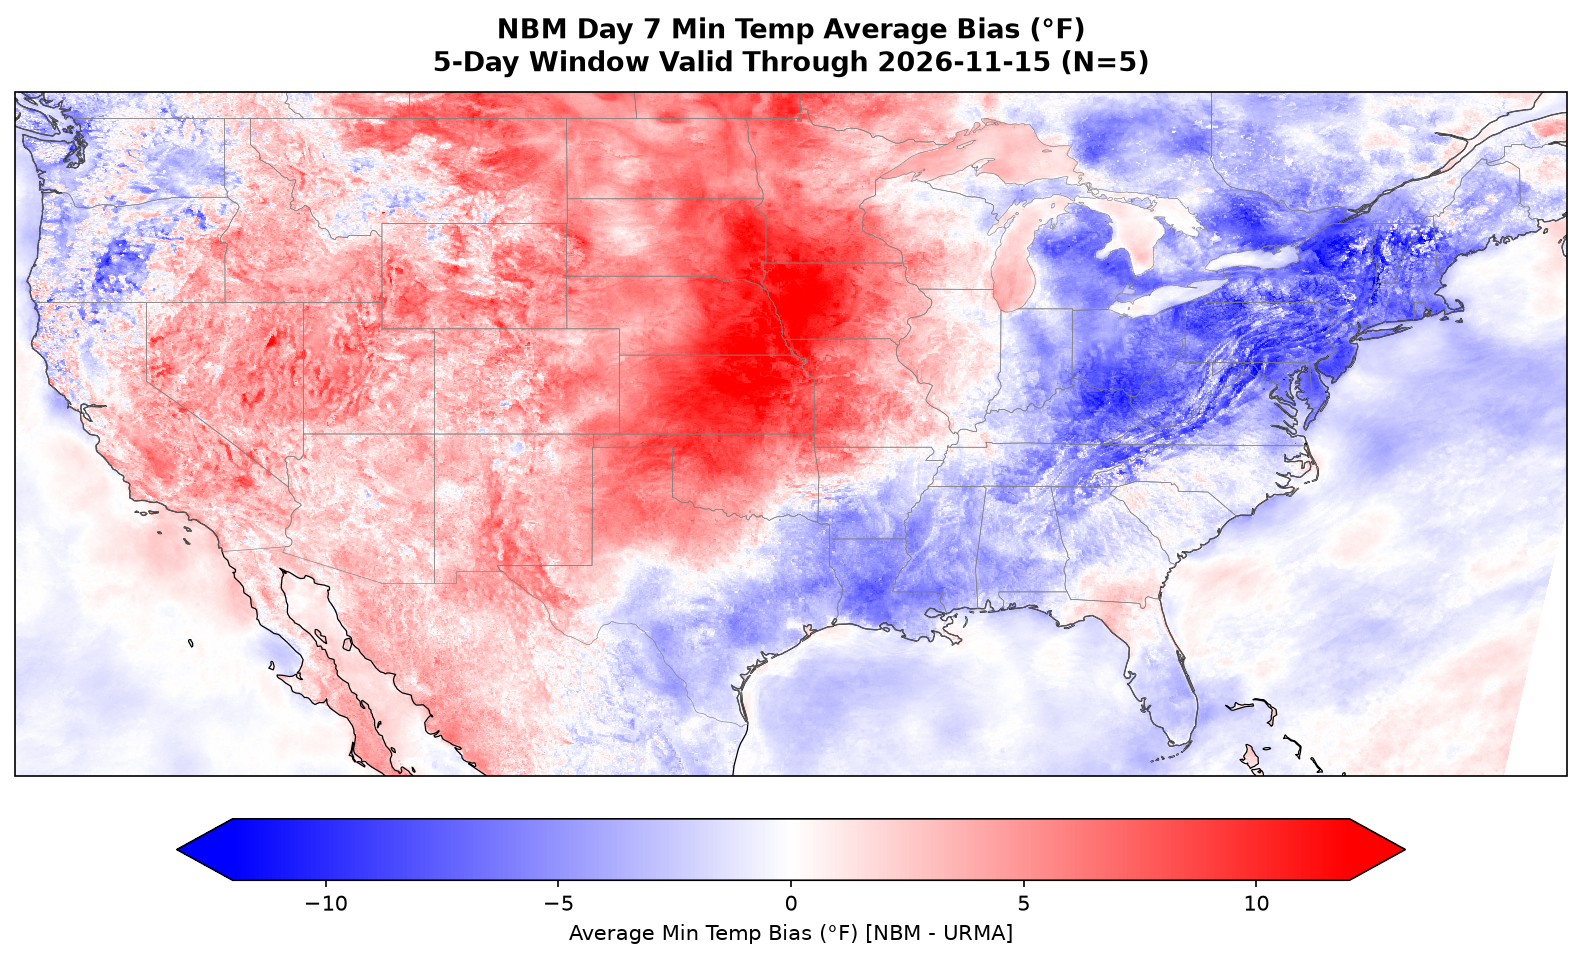 NBM Day 7 Min Temp Average Bias (°F)
5-Day Window Valid Through 2026-11-15 (N=5)
−10 −5 0 5 10
Average Min Temp Bias (°F) [NBM - URMA]